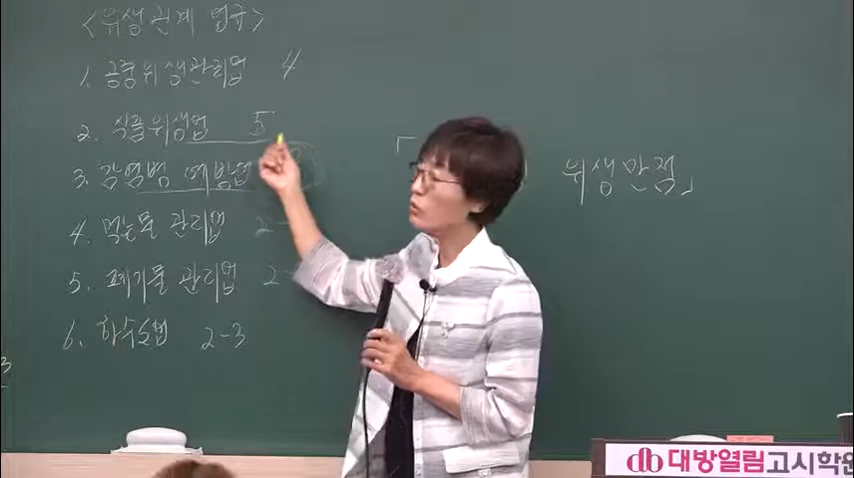 <위생관계 법규>
1. 공중위생관리법 4
2. 식품위생법 5
3. 감염병 예방법
4. 먹는물 관리법 2-
5. 폐기물 관리법 2
6. 하수도법 2-3
「위생만점」
3
대방열림고시학원